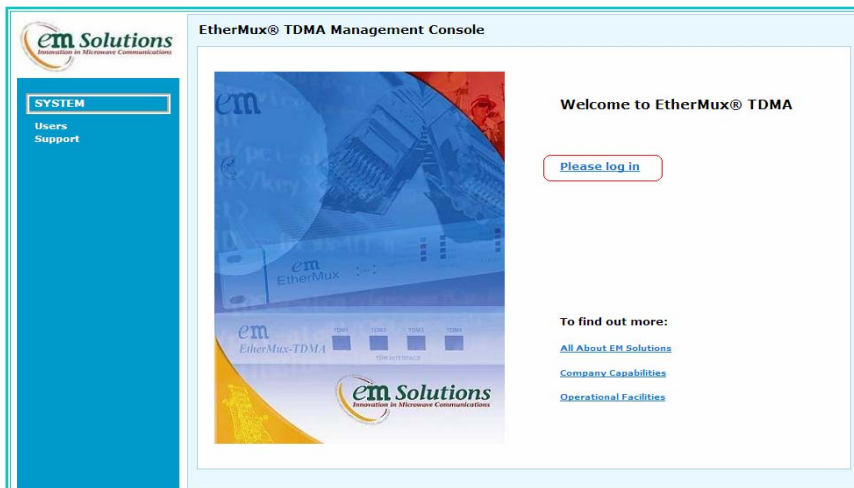 em Solutions
Innovation in Microwave Communications
EtherMux® TDMA Management Console
SYSTEM
Users
Support
em
em
EtherMux
em
EtherMux-TDMA
TDM1 TDM2 TDM3 TDM4
TDM INTERFACE
em Solutions
Innovation in Microwave Communications
Welcome to EtherMux® TDMA
Please log in
To find out more:
All About EM Solutions
Company Capabilities
Operational Facilities